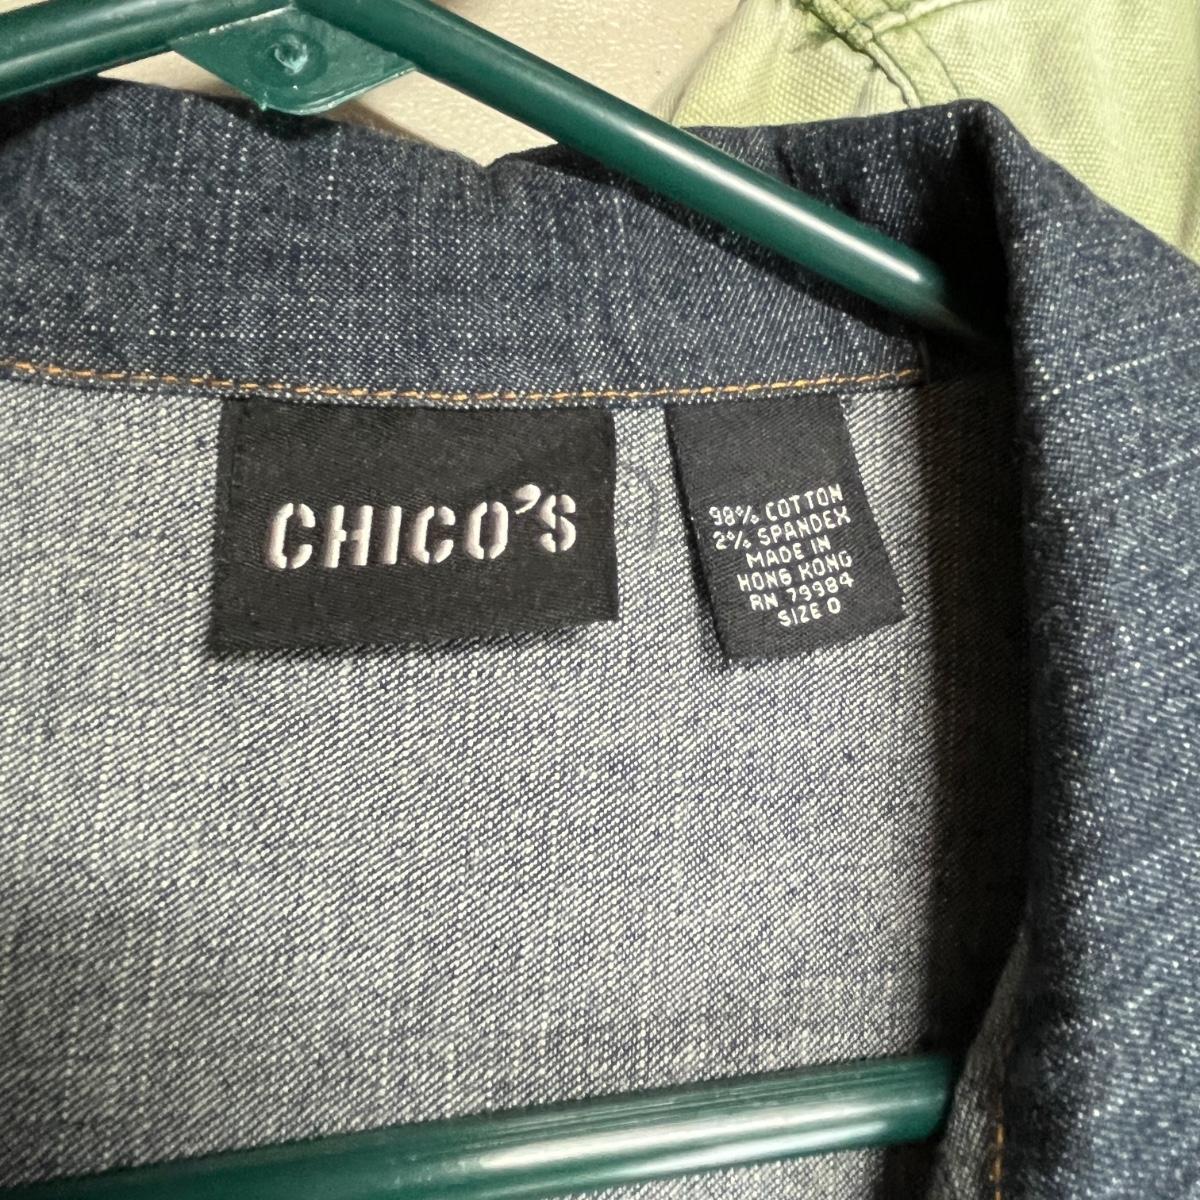 CHICO'S
98% COTTON
2% SPANDEX
MADE IN
HONG KONG
RN 79984
SIZE 0